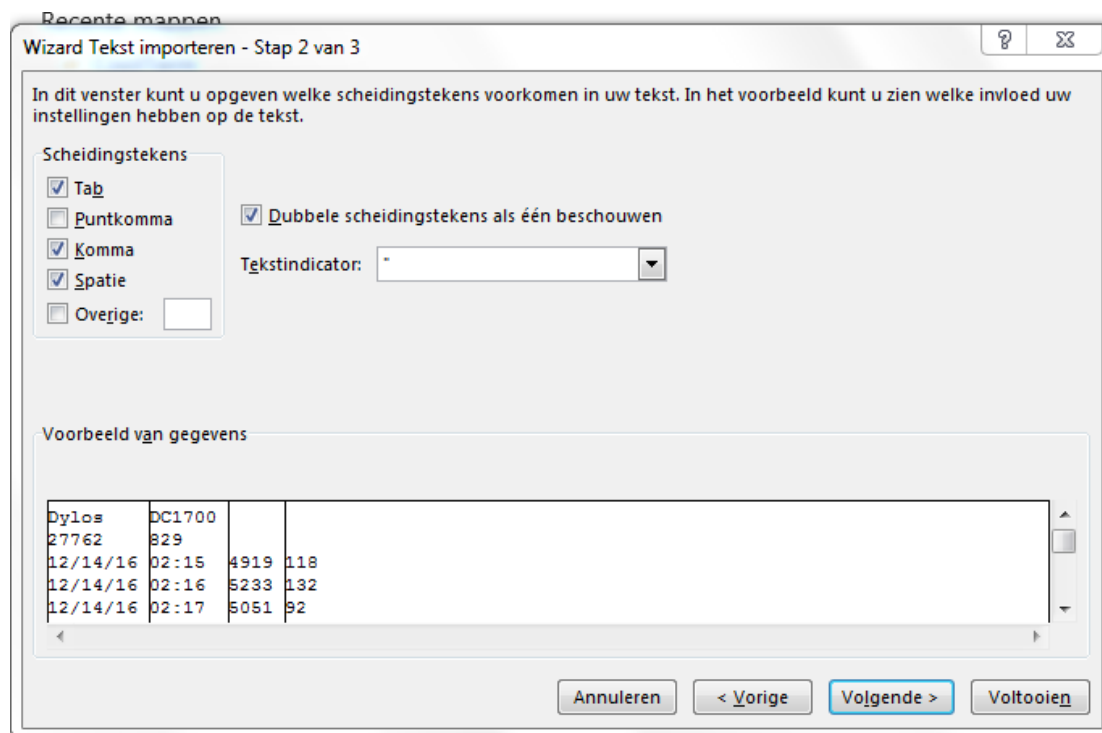 Recente mappen
Wizard Tekst importeren - Stap 2 van 3
In dit venster kunt u opgeven welke scheidingstekens voorkomen in uw tekst. In het voorbeeld kunt u zien welke invloed uw
instellingen hebben op de tekst.
Scheidingstekens
Tab
Puntkomma
Komma
Spatie
Overige:
Dubbele scheidingstekens als één beschouwen
Tekstindicator: "
Voorbeeld van gegevens
Dylos DC1700
27762 829
12/14/16 02:15 4919 118
12/14/16 02:16 5233 132
12/14/16 02:17 5051 92
Annuleren < Vorige Volgende > Voltooien